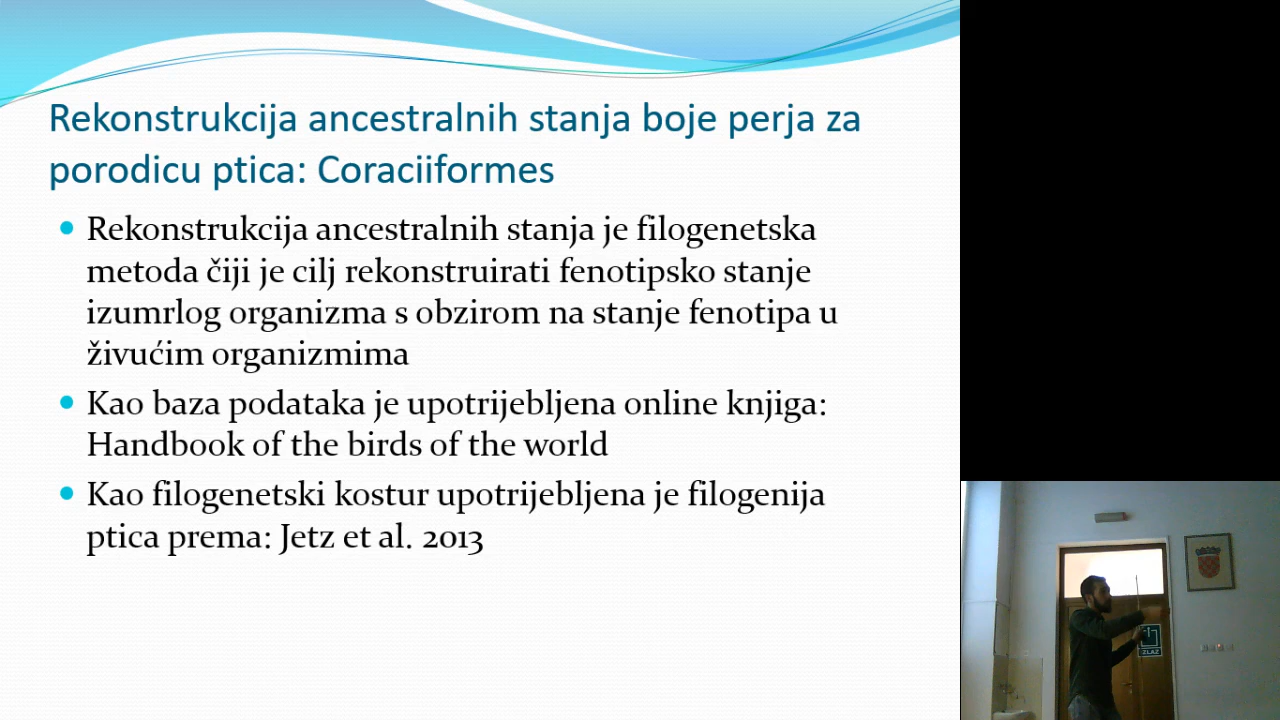 Rekonstrukcija ancestralnih stanja boje perja za
porodicu ptica: Coraciiformes
Rekonstrukcija ancestralnih stanja je filogenetska
metoda čiji je cilj rekonstruirati fenotipsko stanje
izumrlog organizma s obzirom na stanje fenotipa u
živućim organizmima
Kao baza podataka je upotrijebljena online knjiga:
Handbook of the birds of the world
Kao filogenetski kostur upotrijebljena je filogenija
ptica prema: Jetz et al. 2013
IZLAZ